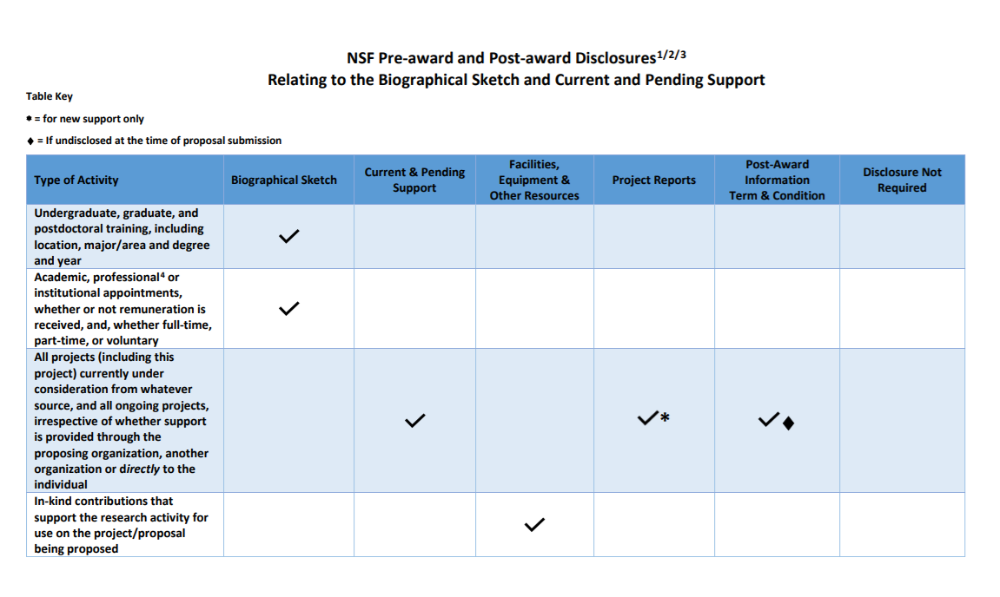 NSF Pre-award and Post-award Disclosures1/2/3
Relating to the Biographical Sketch and Current and Pending Support
Table Key
* = for new support only
♦ = If undisclosed at the time of proposal submission
Type of Activity
Biographical Sketch
Current & Pending
Support
Facilities,
Equipment &
Other Resources
Project Reports
Post-Award
Information
Term & Condition
Disclosure Not
Required
Undergraduate, graduate, and
postdoctoral training, including
location, major/area and degree
and year
✓
Academic, professional4 or
institutional appointments,
whether or not remuneration is
received, and, whether full-time,
part-time, or voluntary
✓
All projects (including this
project) currently under
consideration from whatever
source, and all ongoing projects,
irrespective of whether support
is provided through the
proposing organization, another
organization or directly to the
individual
✓
✓*
✓♦
In-kind contributions that
support the research activity for
use on the project/proposal
being proposed
✓